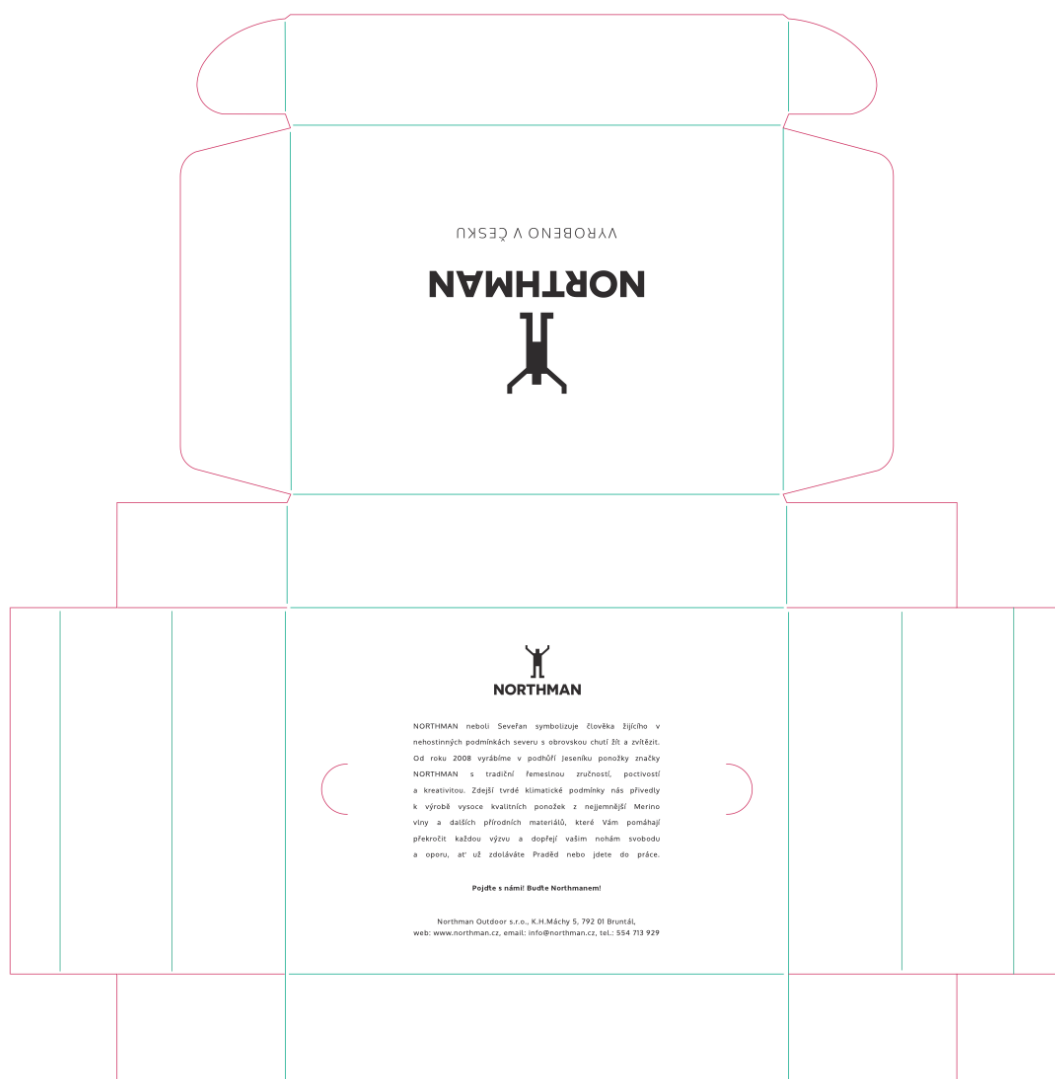 VYROBENO V ČESKU
NORTHMAN
NORTHMAN
NORTHMAN neboli Seveřan symbolizuje člověka žijícího v
nehostinných podmínkách severu s obrovskou chutí žít a zvítězit.
Od roku 2008 vyrábíme v podhůří Jeseníku ponožky značky
NORTHMAN s tradiční řemeslnou zručností, poctivostí
a kreativitou. Zdejší tvrdé klimatické podmínky nás přivedly
k výrobě vysoce kvalitních ponožek z nejjemnější Merino
vlny a dalších přírodních materiálů, které Vám pomáhají
překročit každou výzvu a dopřejí vašim nohám svobodu
a oporu, ať už zdoláváte Praděd nebo jdete do práce.
Pojďte s námi! Buďte Northmanem!
Northman Outdoor s.r.o., K.H.Máchy 5, 792 01 Bruntál,
web: www.northman.cz, email: info@northman.cz, tel.: 554 713 929